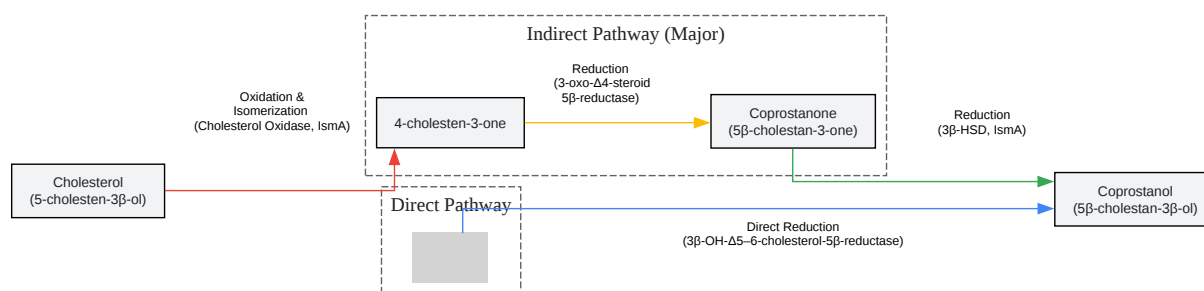 Indirect Pathway (Major)
Oxidation &
Isomerization
(Cholesterol Oxidase, IsmA)
4-cholesten-3-one
Reduction
(3-oxo-Δ4-steroid
5β-reductase)
Coprostanone
(5β-cholestan-3-one)
Reduction
(3β-HSD, IsmA)
Cholesterol
(5-cholesten-3β-ol)
Direct Pathway
Direct Reduction
(3β-OH-Δ5–6-cholesterol-5β-reductase)
Coprostanol
(5β-cholestan-3β-ol)